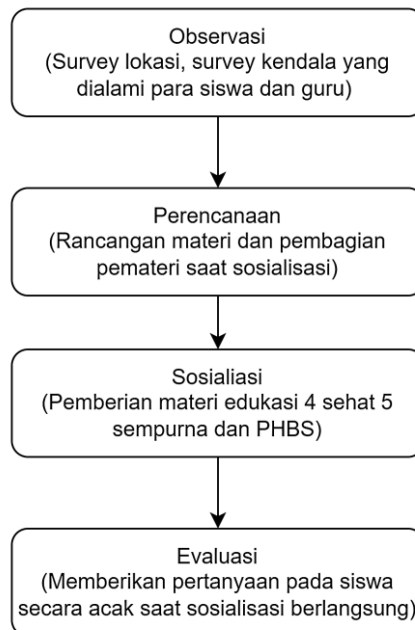 Observasi
(Survey lokasi, survey kendala yang
dialami para siswa dan guru)
Perencanaan
(Rancangan materi dan pembagian
pemateri saat sosialisasi)
Sosialiasi
(Pemberian materi edukasi 4 sehat 5
sempurna dan PHBS)
Evaluasi
(Memberikan pertanyaan pada siswa
secara acak saat sosialisasi berlangsung)